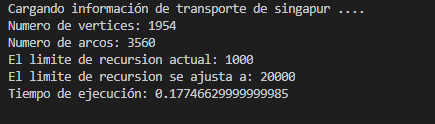 Cargando información de transporte de singapur ....
Numero de vertices: 1954
Numero de arcos: 3560
El limite de recursion actual: 1000
El limite de recursion se ajusta a: 20000
Tiempo de ejecución: 0.17746629999999985